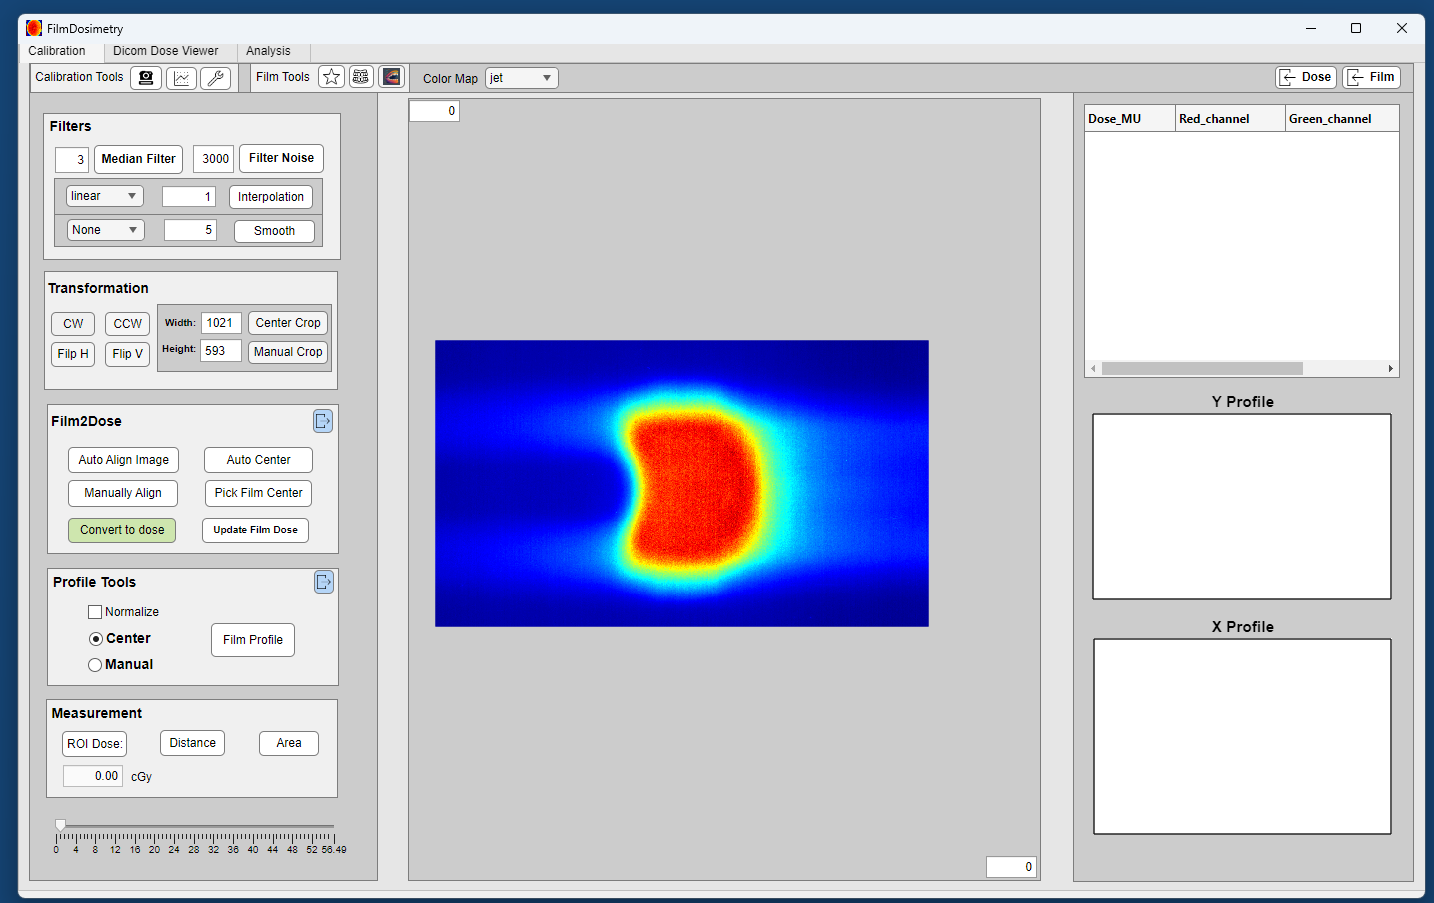 FilmDosimetry
Calibration Dicom Dose Viewer Analysis
Calibration Tools Film Tools Color Map jet Dose Film
0
Filters
3 Median Filter 3000 Filter Noise
linear 1 Interpolation
None 5 Smooth
Transformation
CW CCW Width: 1021 Center Crop
Filp H Flip V Height: 593 Manual Crop
Film2Dose
Auto Align Image Auto Center
Manually Align Pick Film Center
Convert to dose Update Film Dose
Profile Tools
Normalize
Center
Manual
Film Profile
Measurement
ROI Dose: Distance Area
0.00 cGy
0 4 8 12 16 20 24 28 32 36 40 44 48 52 56.49
0
Dose_MU Red_channel Green_channel
Y Profile
X Profile